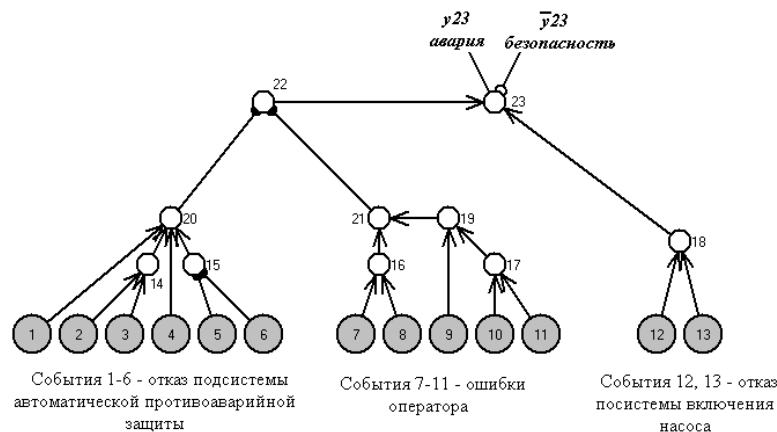 y23
авария
y̅23
безопасность
22
23
20
21
19
18
14
15
16
17
1 2 3 4 5 6 7 8 9 10 11 12 13
События 1-6 - отказ подсистемы
автоматической противоаварийной
защиты
События 7-11 - ошибки
оператора
События 12, 13 - отказ
посистемы включения
насоса